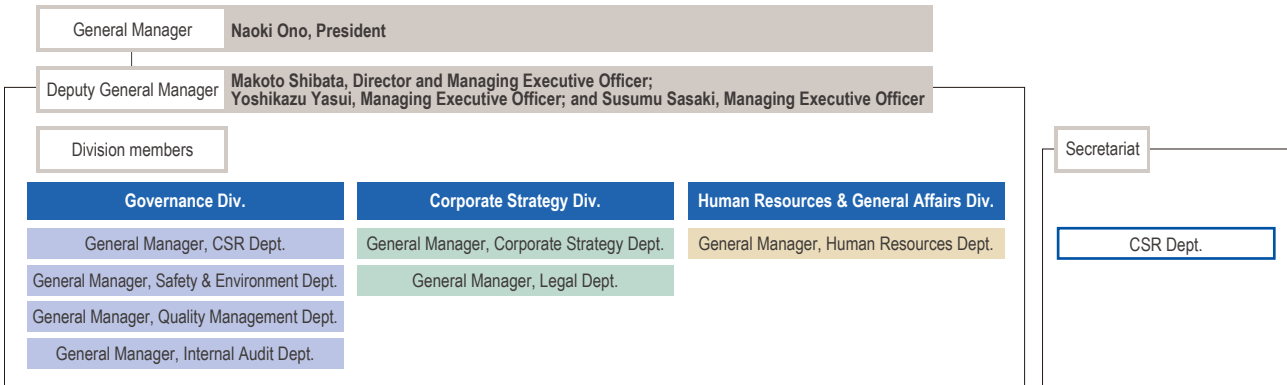 General Manager
Naoki Ono, President
Deputy General Manager
Makoto Shibata, Director and Managing Executive Officer;
Yoshikazu Yasui, Managing Executive Officer; and Susumu Sasaki, Managing Executive Officer
Division members
Secretariat
Governance Div.
Corporate Strategy Div.
Human Resources & General Affairs Div.
General Manager, CSR Dept.
General Manager, Corporate Strategy Dept.
General Manager, Human Resources Dept.
CSR Dept.
General Manager, Safety & Environment Dept.
General Manager, Legal Dept.
General Manager, Quality Management Dept.
General Manager, Internal Audit Dept.